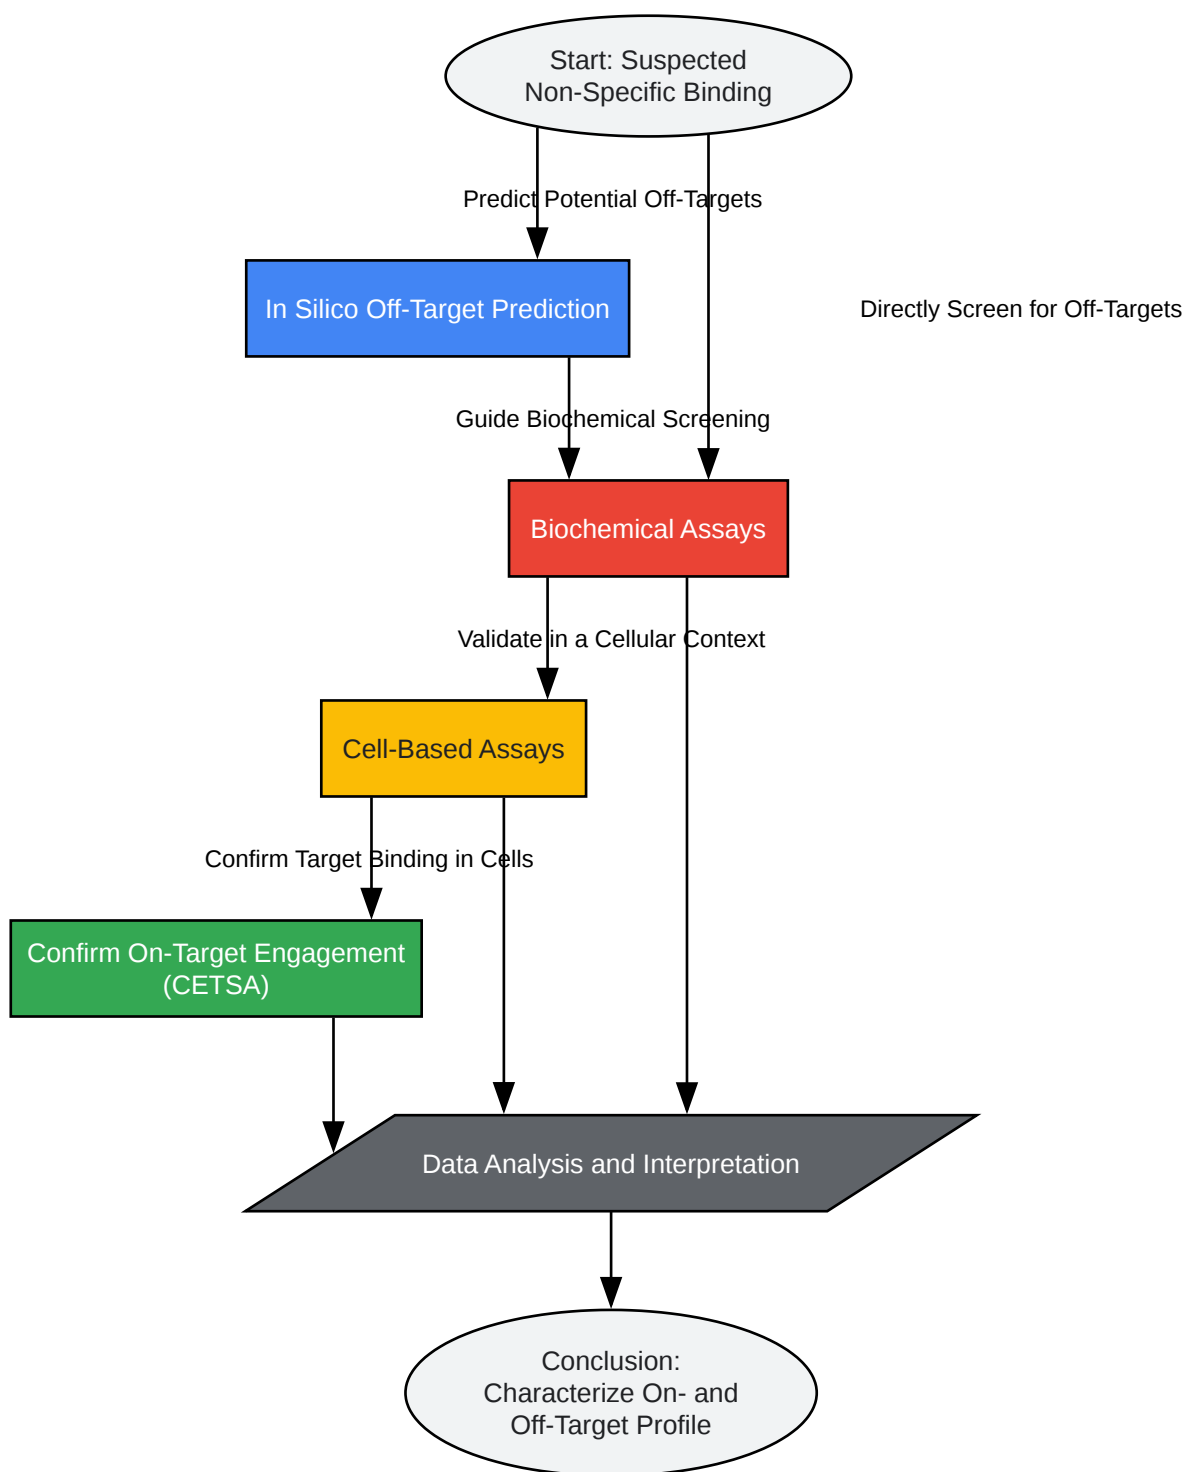 Start: Suspected
Non-Specific Binding
Predict Potential Off-Targets
In Silico Off-Target Prediction
Directly Screen for Off-Targets
Guide Biochemical Screening
Biochemical Assays
Validate in a Cellular Context
Cell-Based Assays
Confirm Target Binding in Cells
Confirm On-Target Engagement
(CETSA)
Data Analysis and Interpretation
Conclusion:
Characterize On- and
Off-Target Profile